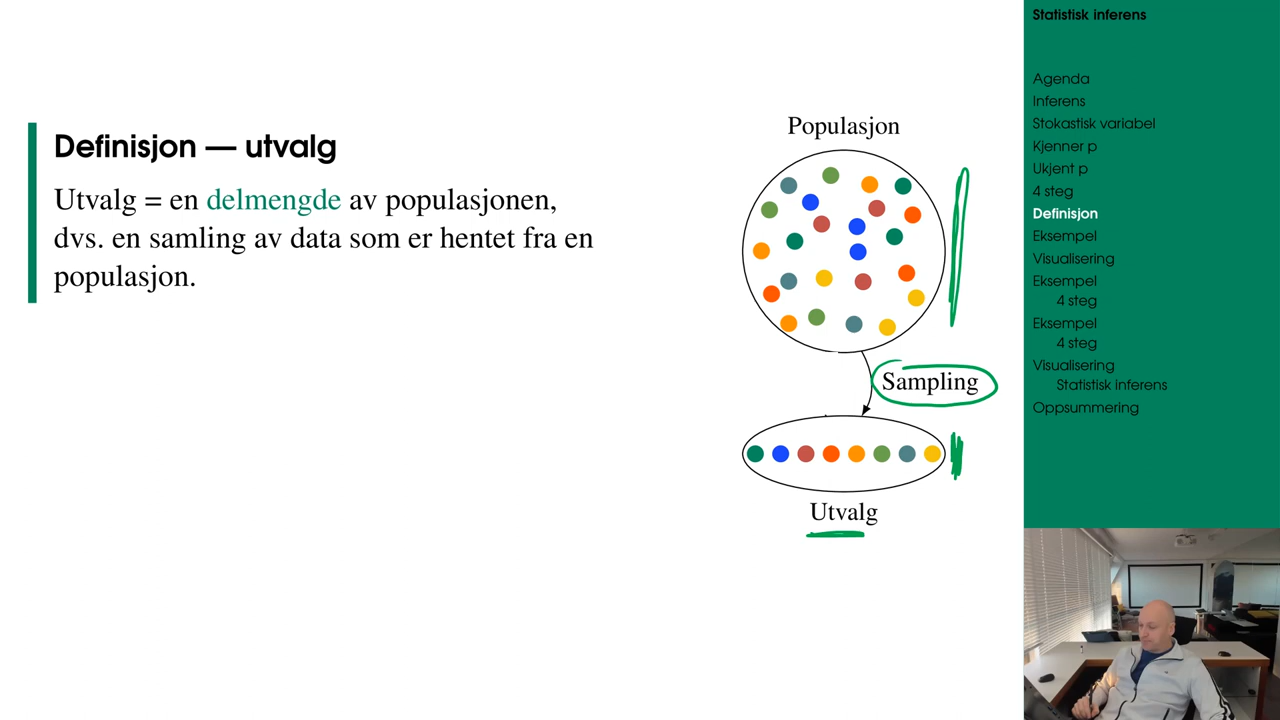 Definisjon — utvalg
Utvalg = en delmengde av populasjonen,
dvs. en samling av data som er hentet fra en
populasjon.
Populasjon
Sampling
Utvalg
Statistisk inferens
Agenda
Inferens
Stokastisk variabel
Kjenner p
Ukjent p
4 steg
Definisjon
Eksempel
Visualisering
Eksempel
4 steg
Eksempel
4 steg
Visualisering
Statistisk inferens
Oppsummering